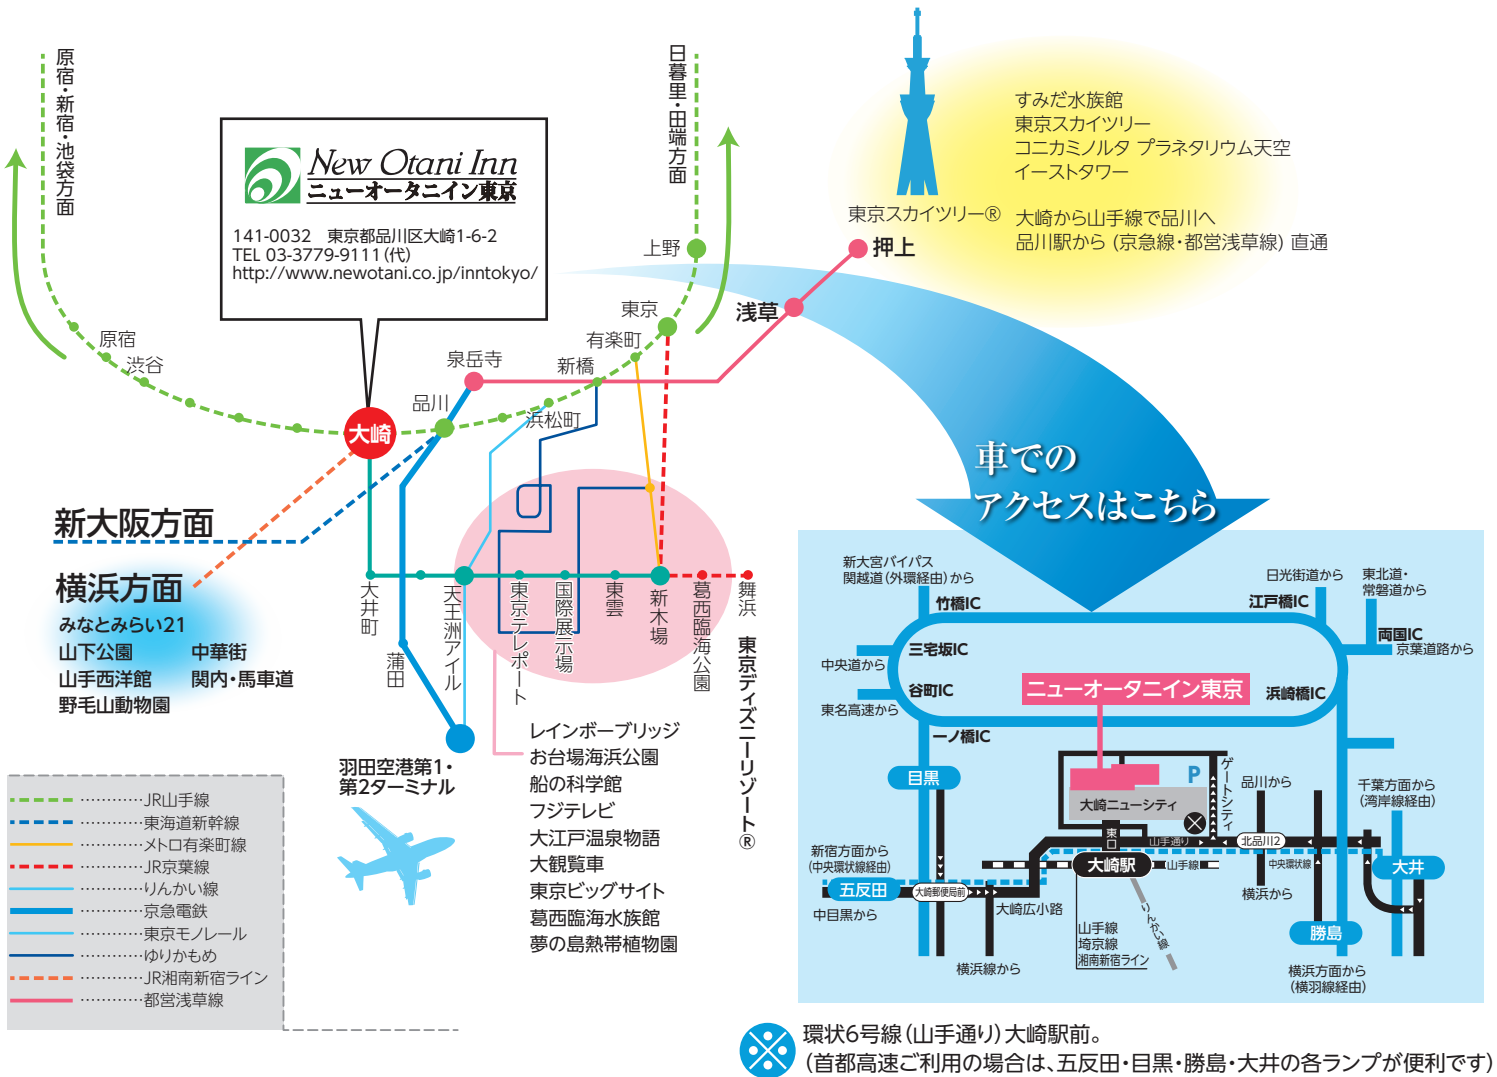 原宿・新宿・池袋方面
日暮里・田端方面
New Otani Inn
ニューオータニイン東京
141-0032 東京都品川区大崎1-6-2
TEL 03-3779-9111(代)
http://www.newotani.co.jp/inntokyo/
すみだ水族館
東京スカイツリー
コニカミノルタ プラネタリウム天空
イーストタワー
東京スカイツリー®
大崎から山手線で品川へ
品川駅から (京急線・都営浅草線) 直通
押上
浅草
上野
東京
有楽町
新橋
浜松町
泉岳寺
品川
大崎
原宿
渋谷
新大阪方面
横浜方面
みなとみらい21
山下公園
中華街
山手西洋館
関内・馬車道
野毛山動物園
大井町
天王洲アイル
東京テレポート
国際展示場
東雲
新木場
葛西臨海公園
舞浜
東京ディズニーリゾート®
蒲田
羽田空港第1・
第2ターミナル
レインボーブリッジ
お台場海浜公園
船の科学館
フジテレビ
大江戸温泉物語
大観覧車
東京ビッグサイト
葛西臨海水族館
夢の島熱帯植物園
JR山手線
東海道新幹線
メトロ有楽町線
JR京葉線
りんかい線
京急電鉄
東京モノレール
ゆりかもめ
JR湘南新宿ライン
都営浅草線
車での
アクセスはこちら
新大宮バイパス
関越道(外環経由)から
竹橋IC
日光街道から
江戸橋IC
東北道・
常磐道から
両国IC
京葉道路から
三宅坂IC
中央道から
谷町IC
東名高速から
ニューオータニイン東京
浜崎橋IC
一ノ橋IC
目黒
P
ゲートシティ
大崎ニューシティ
品川から
千葉方面から
(湾岸線経由)
東口
山手通り
北品川2
新宿方面から
(中央環状線経由)
大崎駅
山手線
中央環状線
大井
五反田
大崎郵便局前
横浜から
中目黒から
大崎広小路
りんかい線
山手線
埼京線
湘南新宿ライン
勝島
横浜線から
横浜方面から
(横羽線経由)
※ 環状6号線(山手通り)大崎駅前。
(首都高速ご利用の場合は、五反田・目黒・勝島・大井の各ランプが便利です)